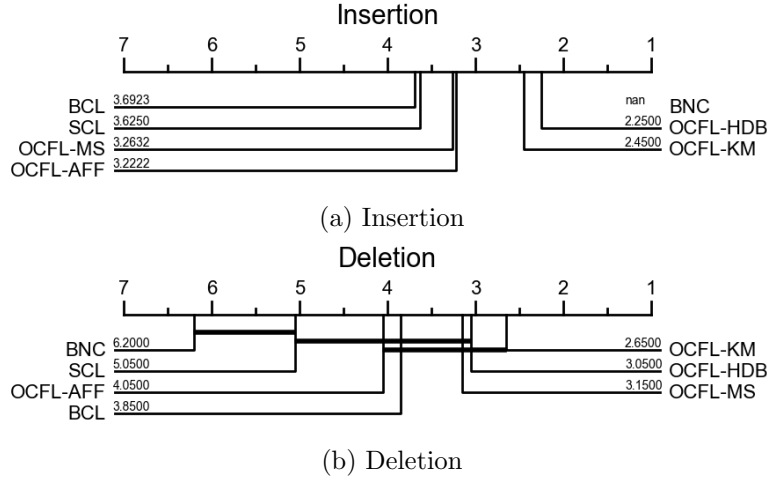 Insertion
7 6 5 4 3 2 1
BCL 3.6923 nan BNC
SCL 3.6250 2.2500 OCFL-HDB
OCFL-MS 3.2632 2.4500 OCFL-KM
OCFL-AFF 3.2222
(a) Insertion
Deletion
7 6 5 4 3 2 1
BNC 6.2000 2.6500 OCFL-KM
SCL 5.0500 3.0500 OCFL-HDB
OCFL-AFF 4.0500 3.1500 OCFL-MS
BCL 3.8500
(b) Deletion